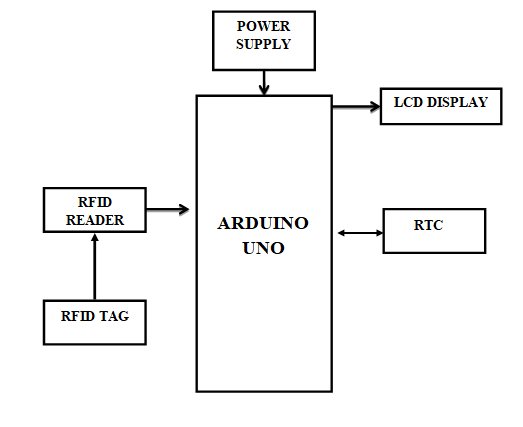 POWER
SUPPLY
LCD DISPLAY
RFID
READER
ARDUINO
UNO
RTC
RFID TAG